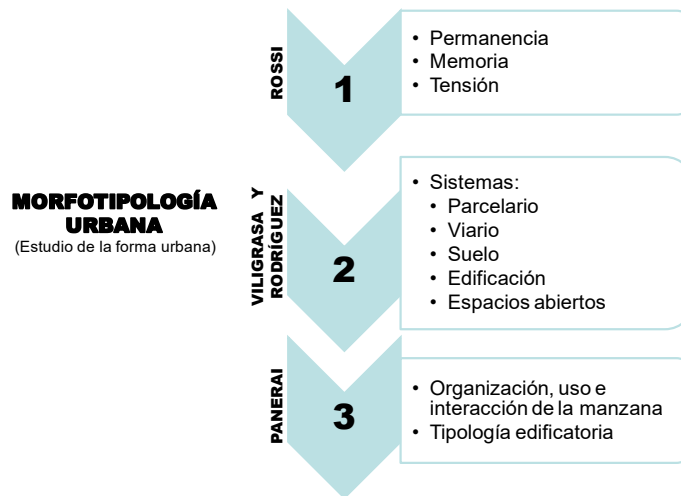 MORFOTIPOLOGÍA
URBANA
(Estudio de la forma urbana)
ROSSI
1
• Permanencia
• Memoria
• Tensión
VILIGRASA Y
RODRÍGUEZ
2
• Sistemas:
• Parcelario
• Viario
• Suelo
• Edificación
• Espacios abiertos
PANERAI
3
• Organización, uso e
interacción de la manzana
• Tipología edificatoria